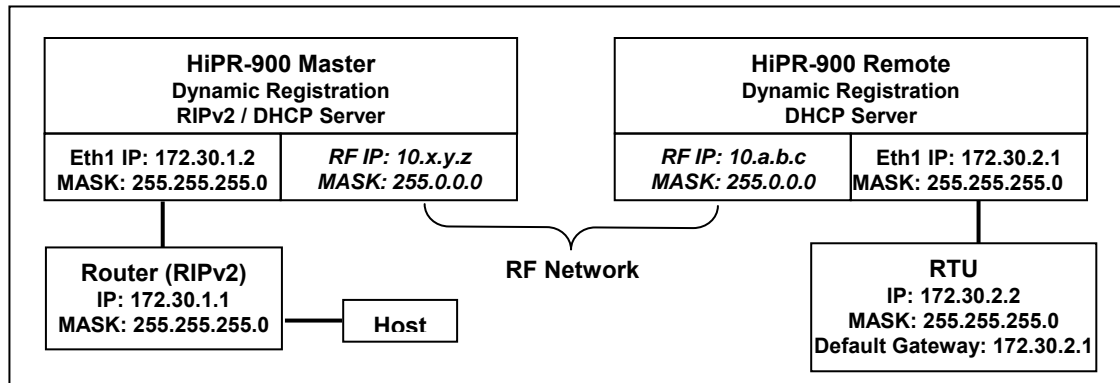 HiPR-900 Master
Dynamic Registration
RIPv2 / DHCP Server
Eth1 IP: 172.30.1.2
MASK: 255.255.255.0
RF IP: 10.x.y.z
MASK: 255.0.0.0
HiPR-900 Remote
Dynamic Registration
DHCP Server
RF IP: 10.a.b.c
MASK: 255.0.0.0
Eth1 IP: 172.30.2.1
MASK: 255.255.255.0
Router (RIPv2)
IP: 172.30.1.1
MASK: 255.255.255.0
Host
RF Network
RTU
IP: 172.30.2.2
MASK: 255.255.255.0
Default Gateway: 172.30.2.1